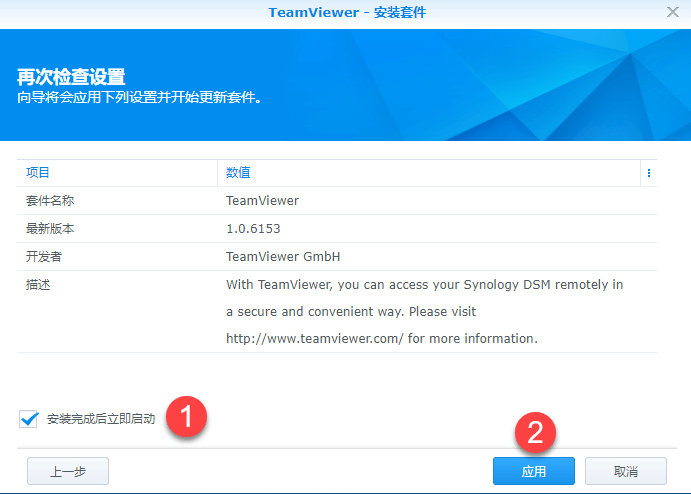 TeamViewer - 安装套件
再次检查设置
向导将会应用下列设置并开始更新套件。
项目 数值
套件名称 TeamViewer
最新版本 1.0.6153
开发者 TeamViewer GmbH
描述 With TeamViewer, you can access your Synology DSM remotely in
a secure and convenient way. Please visit
http://www.teamviewer.com/ for more information.
安装完成后立即启动 1
2
上一步 应用 取消